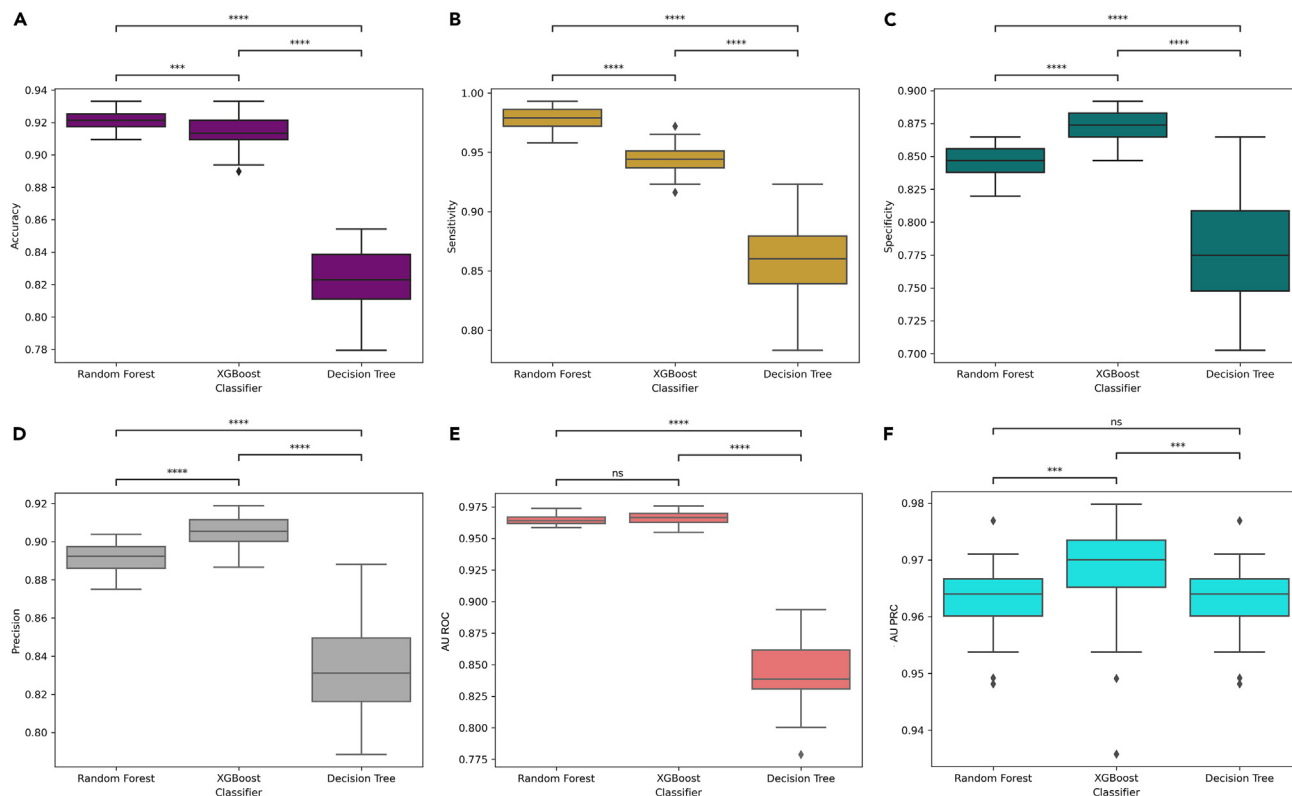 A
****
****
***
0.94
0.92
0.90
0.88
0.86
0.84
0.82
0.80
0.78
Accuracy
Random Forest
XGBoost
Decision Tree
Classifier
B
****
****
****
1.00
0.95
0.90
0.85
0.80
Sensitivity
Random Forest
XGBoost
Decision Tree
Classifier
C
****
****
****
0.900
0.875
0.850
0.825
0.800
0.775
0.750
0.725
0.700
Specificity
Random Forest
XGBoost
Decision Tree
Classifier
D
****
****
****
0.92
0.90
0.88
0.86
0.84
0.82
0.80
Precision
Random Forest
XGBoost
Decision Tree
Classifier
E
****
****
ns
0.975
0.950
0.925
0.900
0.875
0.850
0.825
0.800
0.775
AU ROC
Random Forest
XGBoost
Decision Tree
Classifier
F
ns
***
***
0.98
0.97
0.96
0.95
0.94
AU PRC
Random Forest
XGBoost
Decision Tree
Classifier